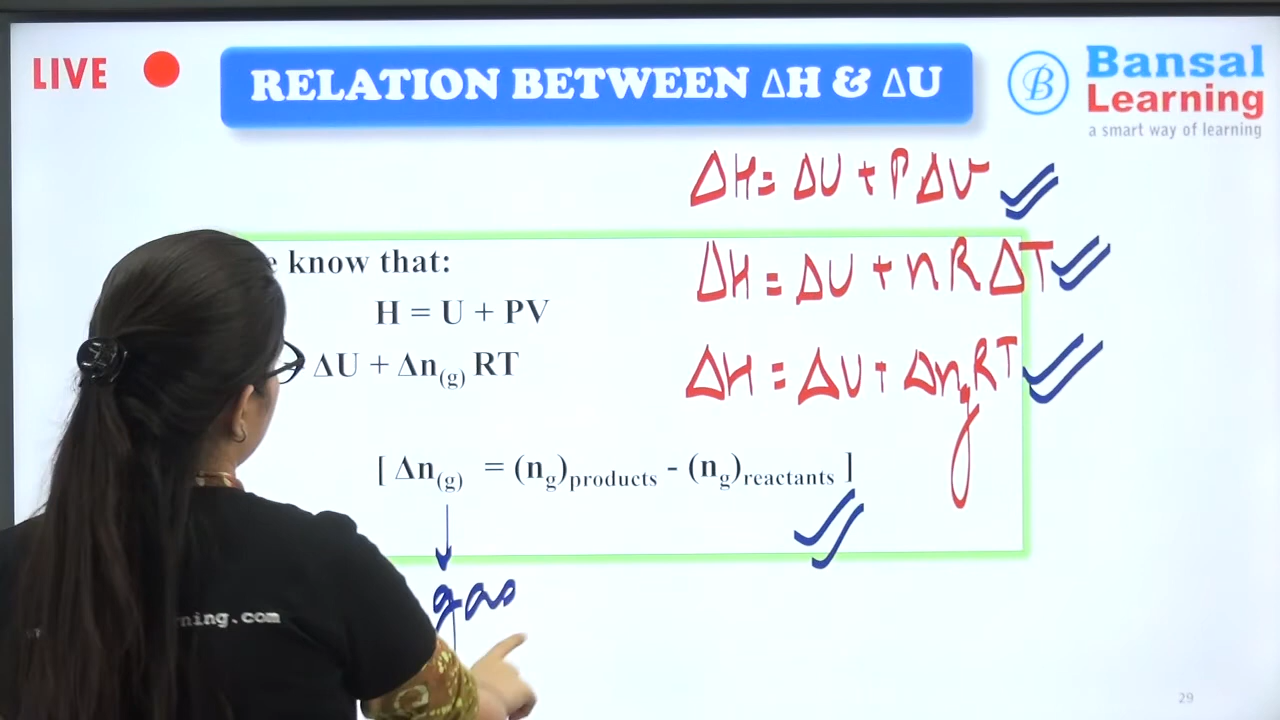 LIVE
RELATION BETWEEN ΔH & ΔU
Bansal
Learning
a smart way of learning
ΔH = ΔU + PΔV
e know that:
ΔH = ΔU + nRΔT
H = U + PV
ΔU + Δn(g) RT
ΔH = ΔU + ΔngRT
[ Δn(g) = (ng)products - (ng)reactants ]
gas
ning.com
29